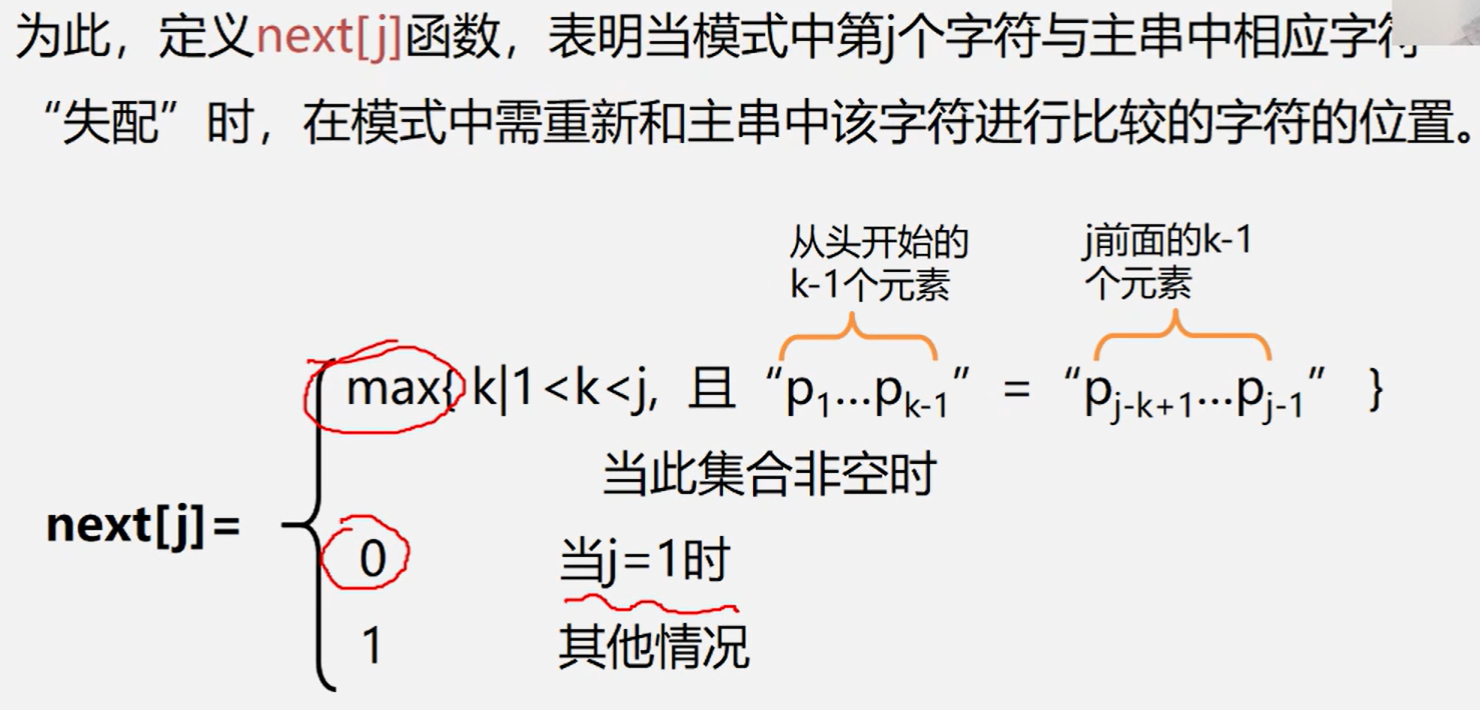 为此，定义next[j]函数，表明当模式中第j个字符与主串中相应字符
“失配”时，在模式中需重新和主串中该字符进行比较的字符的位置。
从头开始的
k-1个元素
j前面的k-1
个元素
max{ k|1<k<j, 且 “p1...pk-1” = “pj-k+1...pj-1” }
当此集合非空时
next[j]=
0 当j=1时
1 其他情况